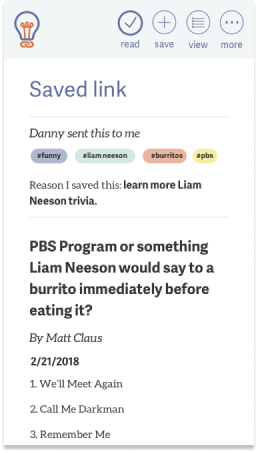 read save view more
Saved link
Danny sent this to me
#funny #liam neeson #burritos #pbs
Reason I saved this: learn more Liam
Neeson trivia.
PBS Program or something
Liam Neeson would say to a
burrito immediately before
eating it?
By Matt Claus
2/21/2018
1. We'll Meet Again
2. Call Me Darkman
3. Remember Me